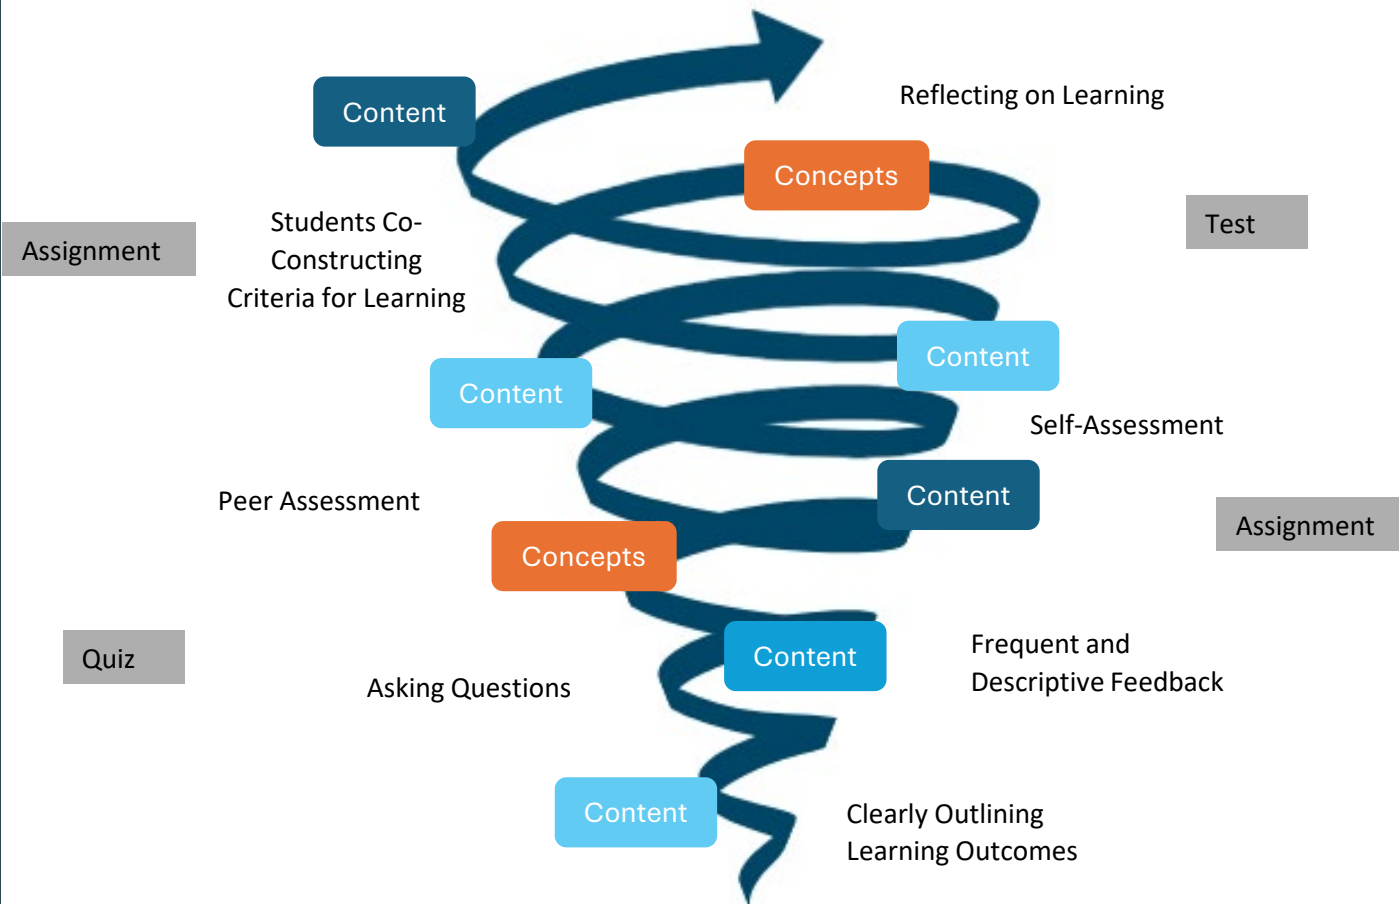 Content
Reflecting on Learning
Concepts
Students Co-
Constructing
Criteria for Learning
Assignment
Test
Content
Content
Self-Assessment
Peer Assessment
Content
Assignment
Concepts
Quiz
Asking Questions
Content
Frequent and
Descriptive Feedback
Content
Clearly Outlining
Learning Outcomes